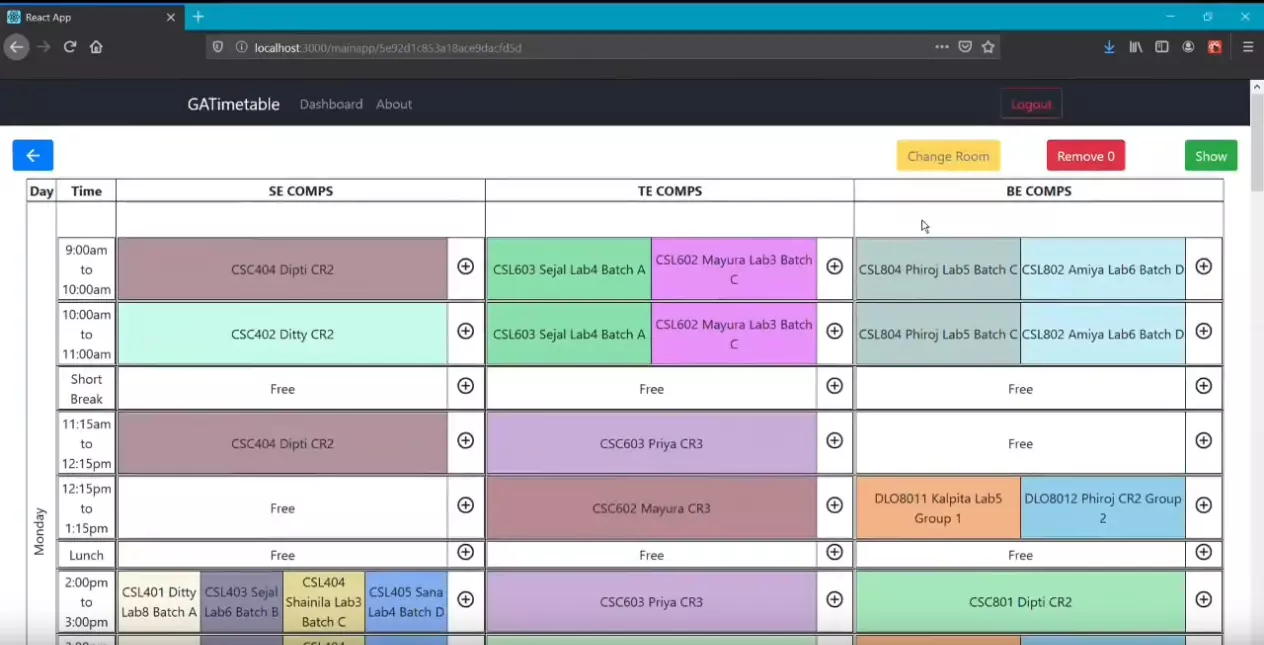 React App
localhost:3000/mainapp/5e92d1c853a18ace9dacfd5d
GATimetable Dashboard About Logout
Change Room Remove 0 Show
Day Time SE COMPS TE COMPS BE COMPS
Monday
9:00am
to
10:00am
CSC404 Dipti CR2
CSL603 Sejal Lab4 Batch A
CSL602 Mayura Lab3 Batch
C
CSL804 Phiroj Lab5 Batch C
CSL802 Amiya Lab6 Batch D
10:00am
to
11:00am
CSC402 Ditty CR2
CSL603 Sejal Lab4 Batch A
CSL602 Mayura Lab3 Batch
C
CSL804 Phiroj Lab5 Batch C
CSL802 Amiya Lab6 Batch D
Short
Break
Free
Free
Free
11:15am
to
12:15pm
CSC404 Dipti CR2
CSC603 Priya CR3
Free
12:15pm
to
1:15pm
Free
CSC602 Mayura CR3
DLO8011 Kalpita Lab5
Group 1
DLO8012 Phiroj CR2 Group
2
Lunch
Free
Free
Free
2:00pm
to
3:00pm
CSL401 Ditty
Lab8 Batch A
CSL403 Sejal
Lab6 Batch B
CSL404
Shainila Lab3
Batch C
CSL405 Sana
Lab4 Batch D
CSC603 Priya CR3
CSC801 Dipti CR2